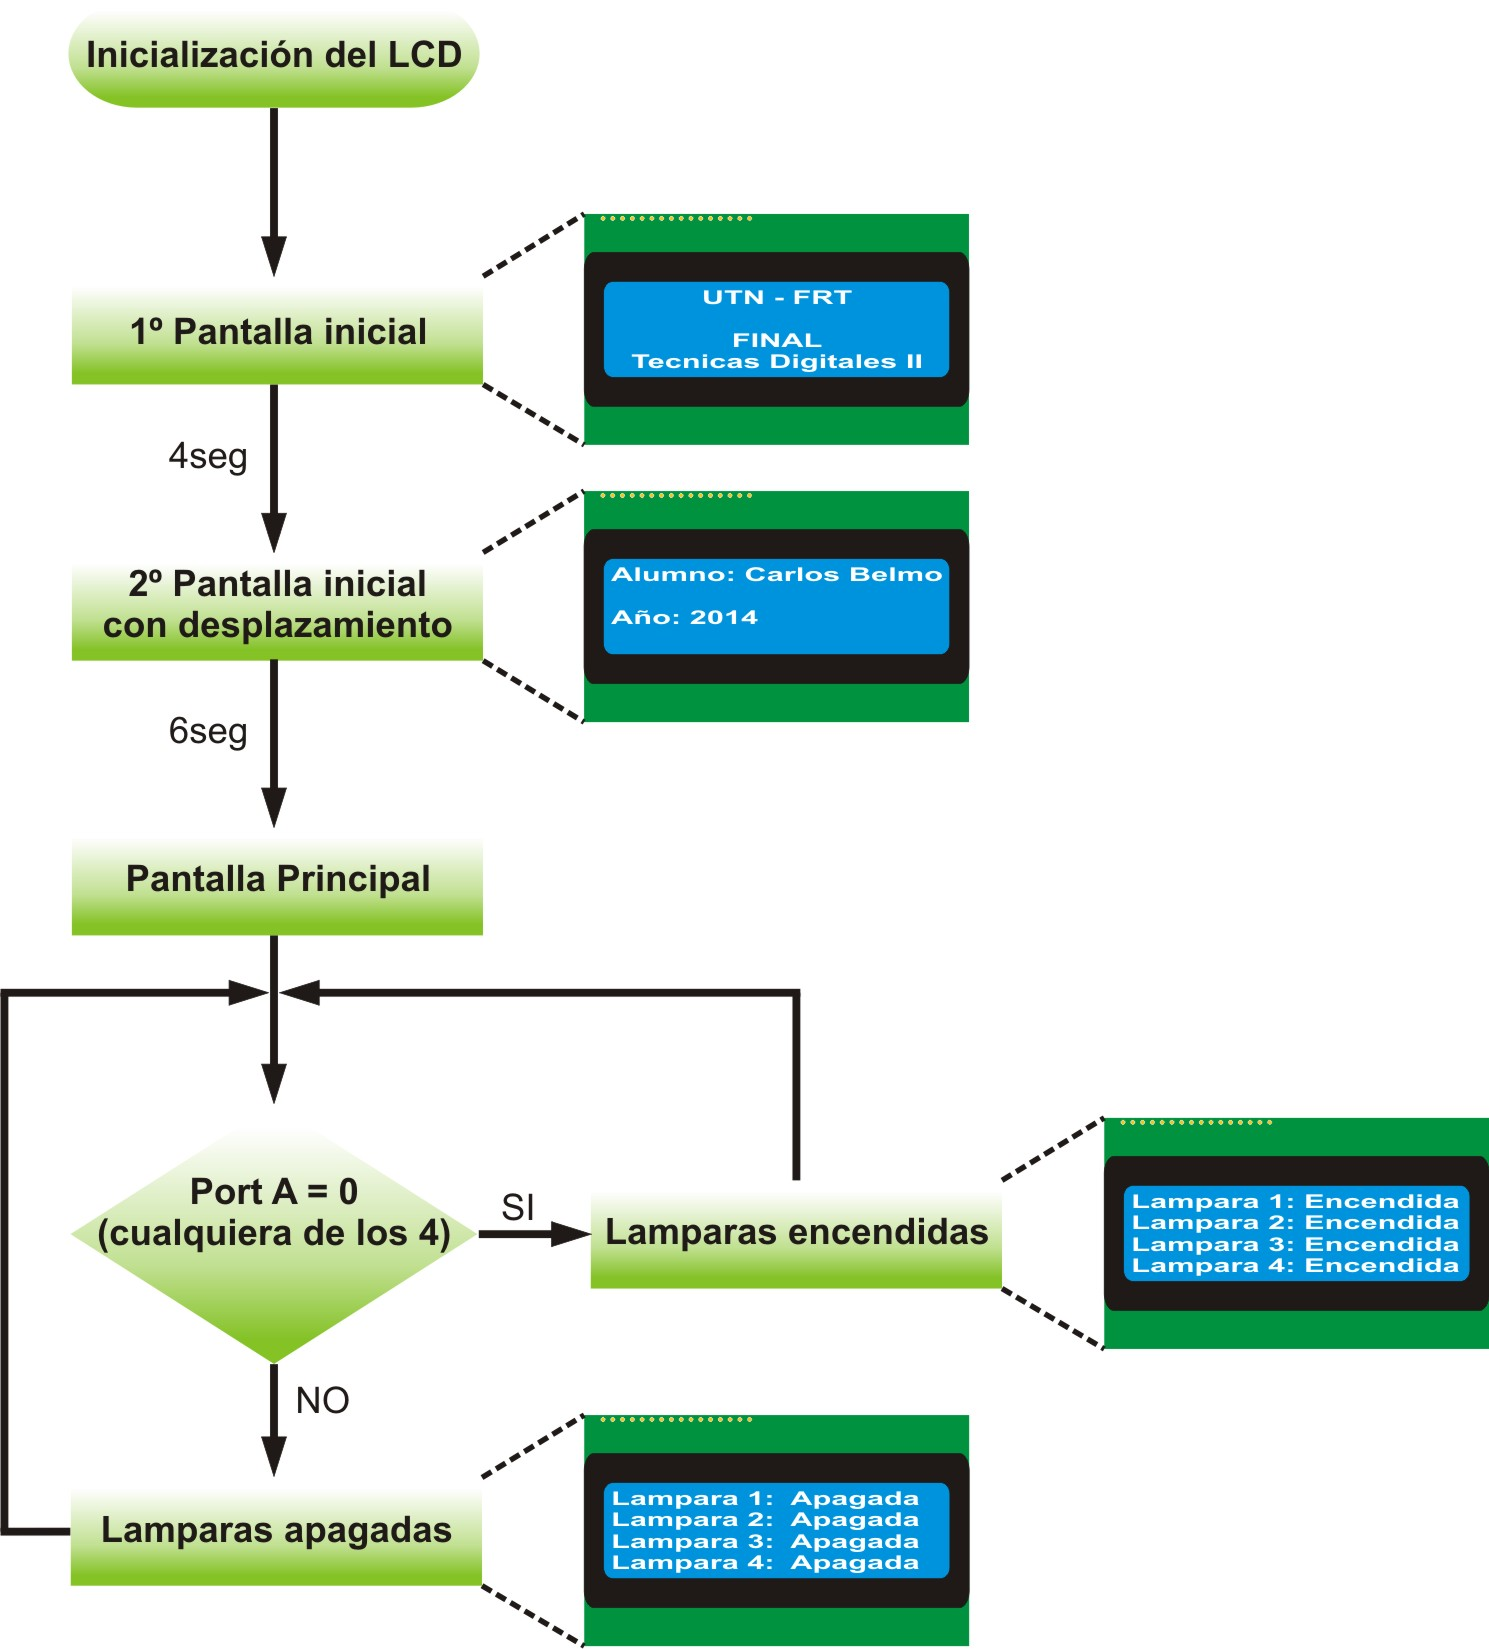 Inicialización del LCD
1º Pantalla inicial
UTN - FRT
FINAL
Tecnicas Digitales II
4seg
2º Pantalla inicial
con desplazamiento
Alumno: Carlos Belmo
Año: 2014
6seg
Pantalla Principal
Port A = 0
(cualquiera de los 4)
SI
Lamparas encendidas
Lampara 1: Encendida
Lampara 2: Encendida
Lampara 3: Encendida
Lampara 4: Encendida
NO
Lamparas apagadas
Lampara 1: Apagada
Lampara 2: Apagada
Lampara 3: Apagada
Lampara 4: Apagada